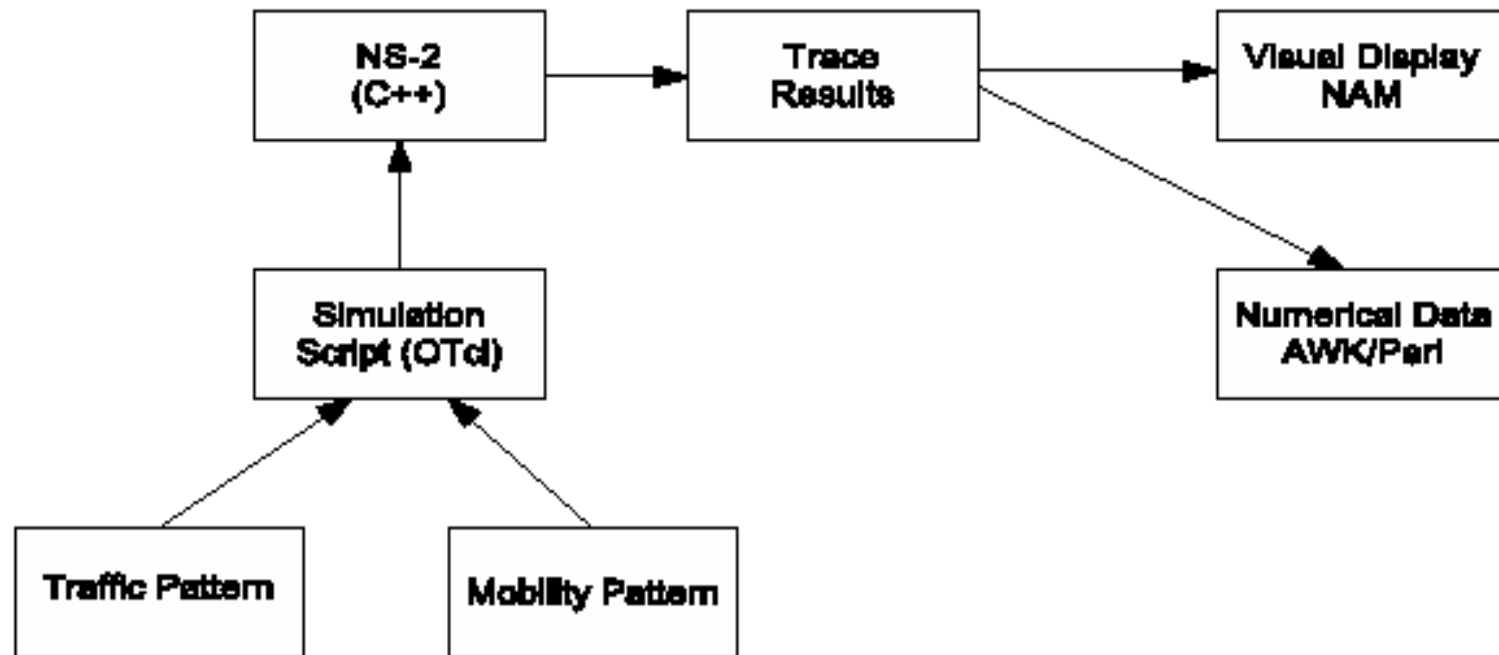 NS-2
(C++)
Trace
Results
Visual Display
NAM
Simulation
Script (OTcl)
Numerical Data
AWK/Perl
Traffic Pattern
Mobility Pattern